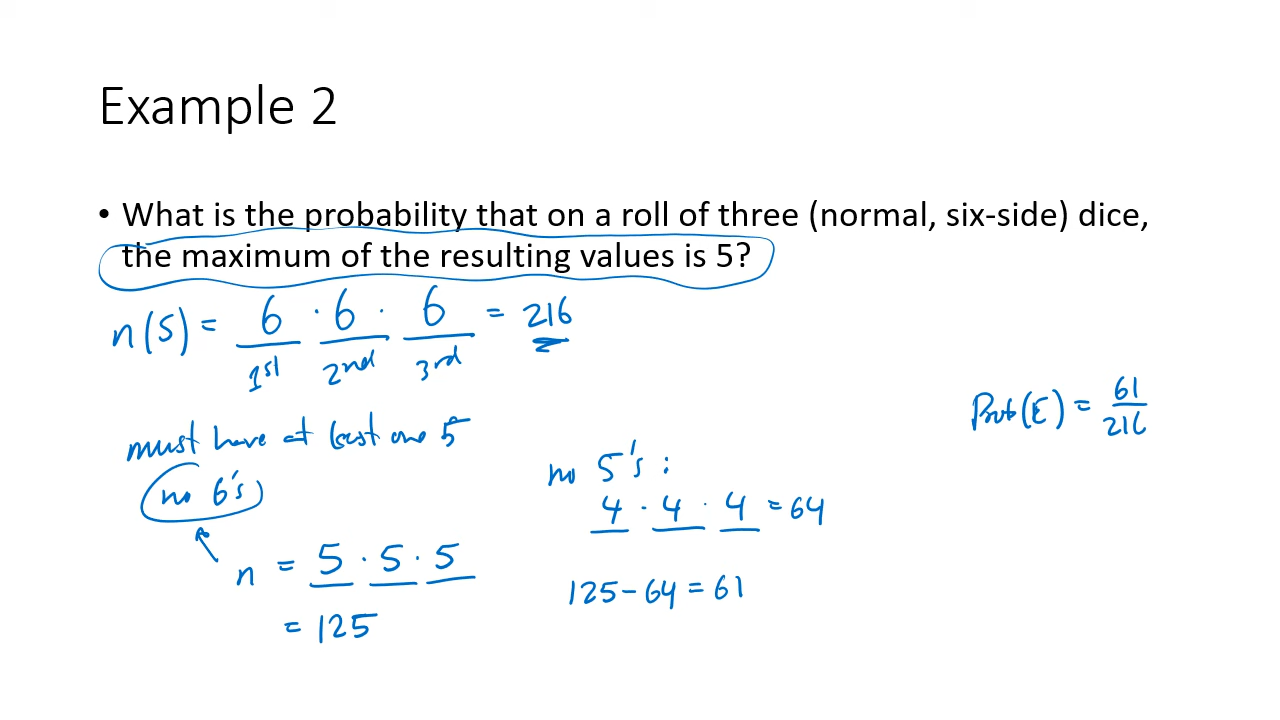 Example 2
• What is the probability that on a roll of three (normal, six-side) dice,
the maximum of the resulting values is 5?
n(S) = 6 · 6 · 6 = 216
1st 2nd 3rd
must have at least one 5
no 6's
n = 5 · 5 · 5
= 125
no 5's :
4 · 4 · 4 = 64
125 - 64 = 61
Prob(E) = 61/216